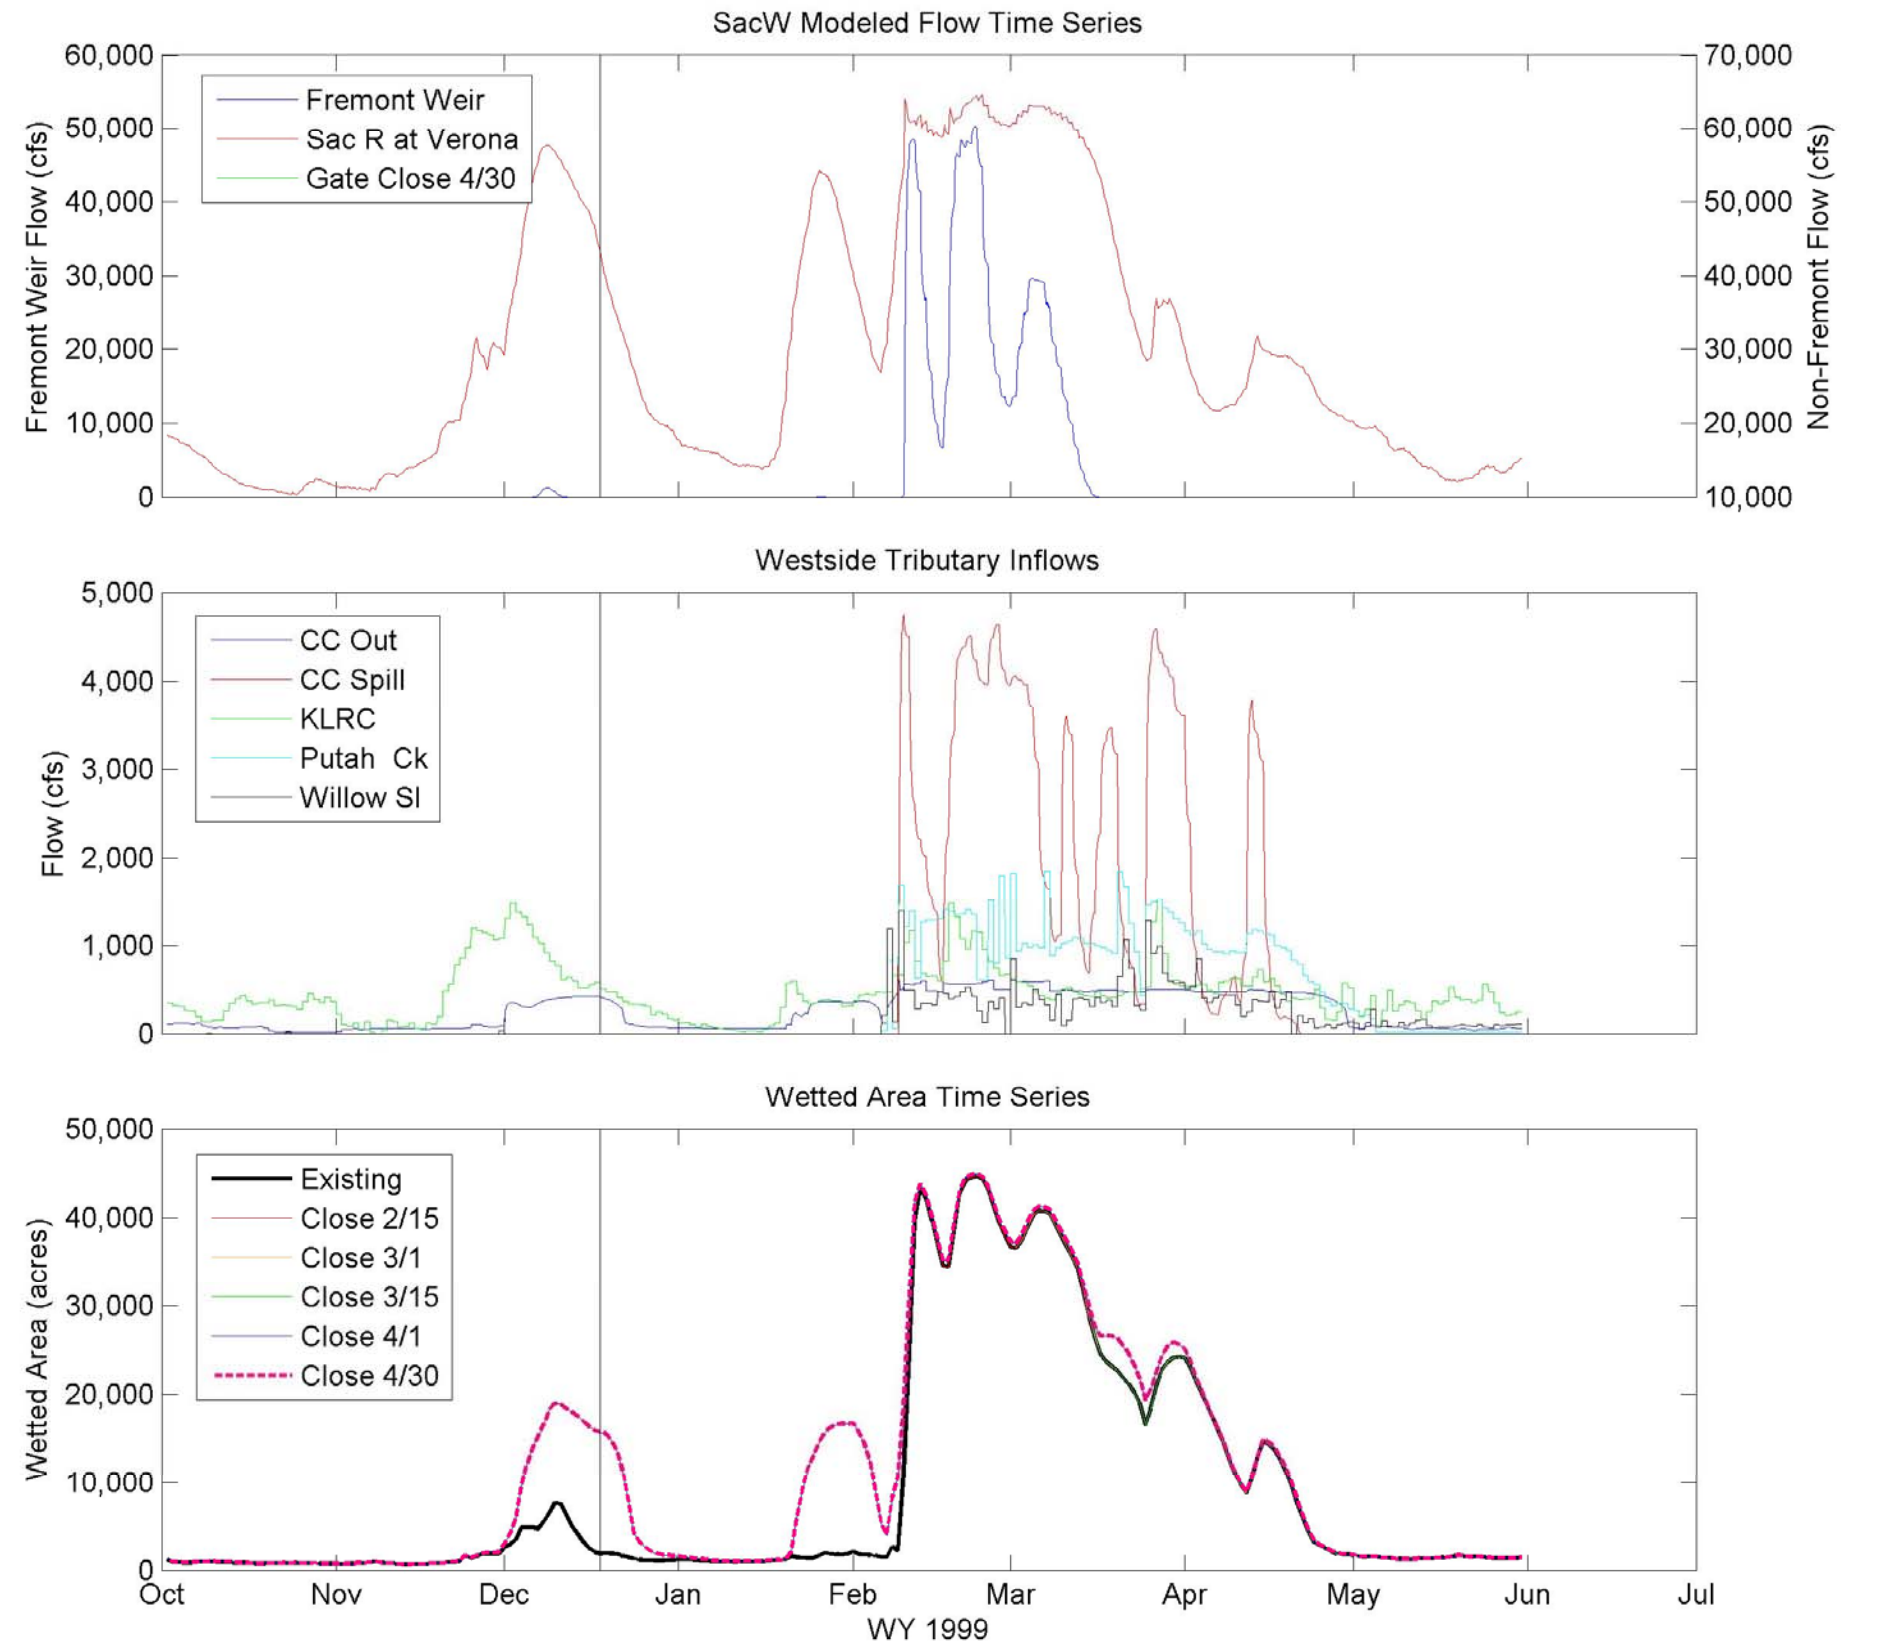 SacW Modeled Flow Time Series
60,000
50,000
40,000
30,000
20,000
10,000
0
Fremont Weir Flow (cfs)
Fremont Weir
Sac R at Verona
Gate Close 4/30
70,000
60,000
50,000
40,000
30,000
20,000
10,000
Non-Fremont Flow (cfs)
Westside Tributary Inflows
5,000
4,000
3,000
2,000
1,000
0
Flow (cfs)
CC Out
CC Spill
KLRC
Putah Ck
Willow Sl
Wetted Area Time Series
50,000
40,000
30,000
20,000
10,000
0
Wetted Area (acres)
Existing
Close 2/15
Close 3/1
Close 3/15
Close 4/1
Close 4/30
Oct Nov Dec Jan Feb Mar Apr May Jun Jul
WY 1999